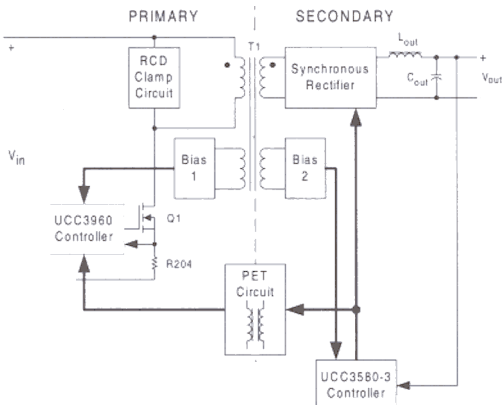 PRIMARY
SECONDARY
T1
+
RCD
Clamp
Circuit
Synchronous
Rectifier
Lout
Cout
+
Vout
Vin
Bias
1
Bias
2
UCC3960
Controller
Q1
R204
PET
Circuit
UCC3580-3
Controller